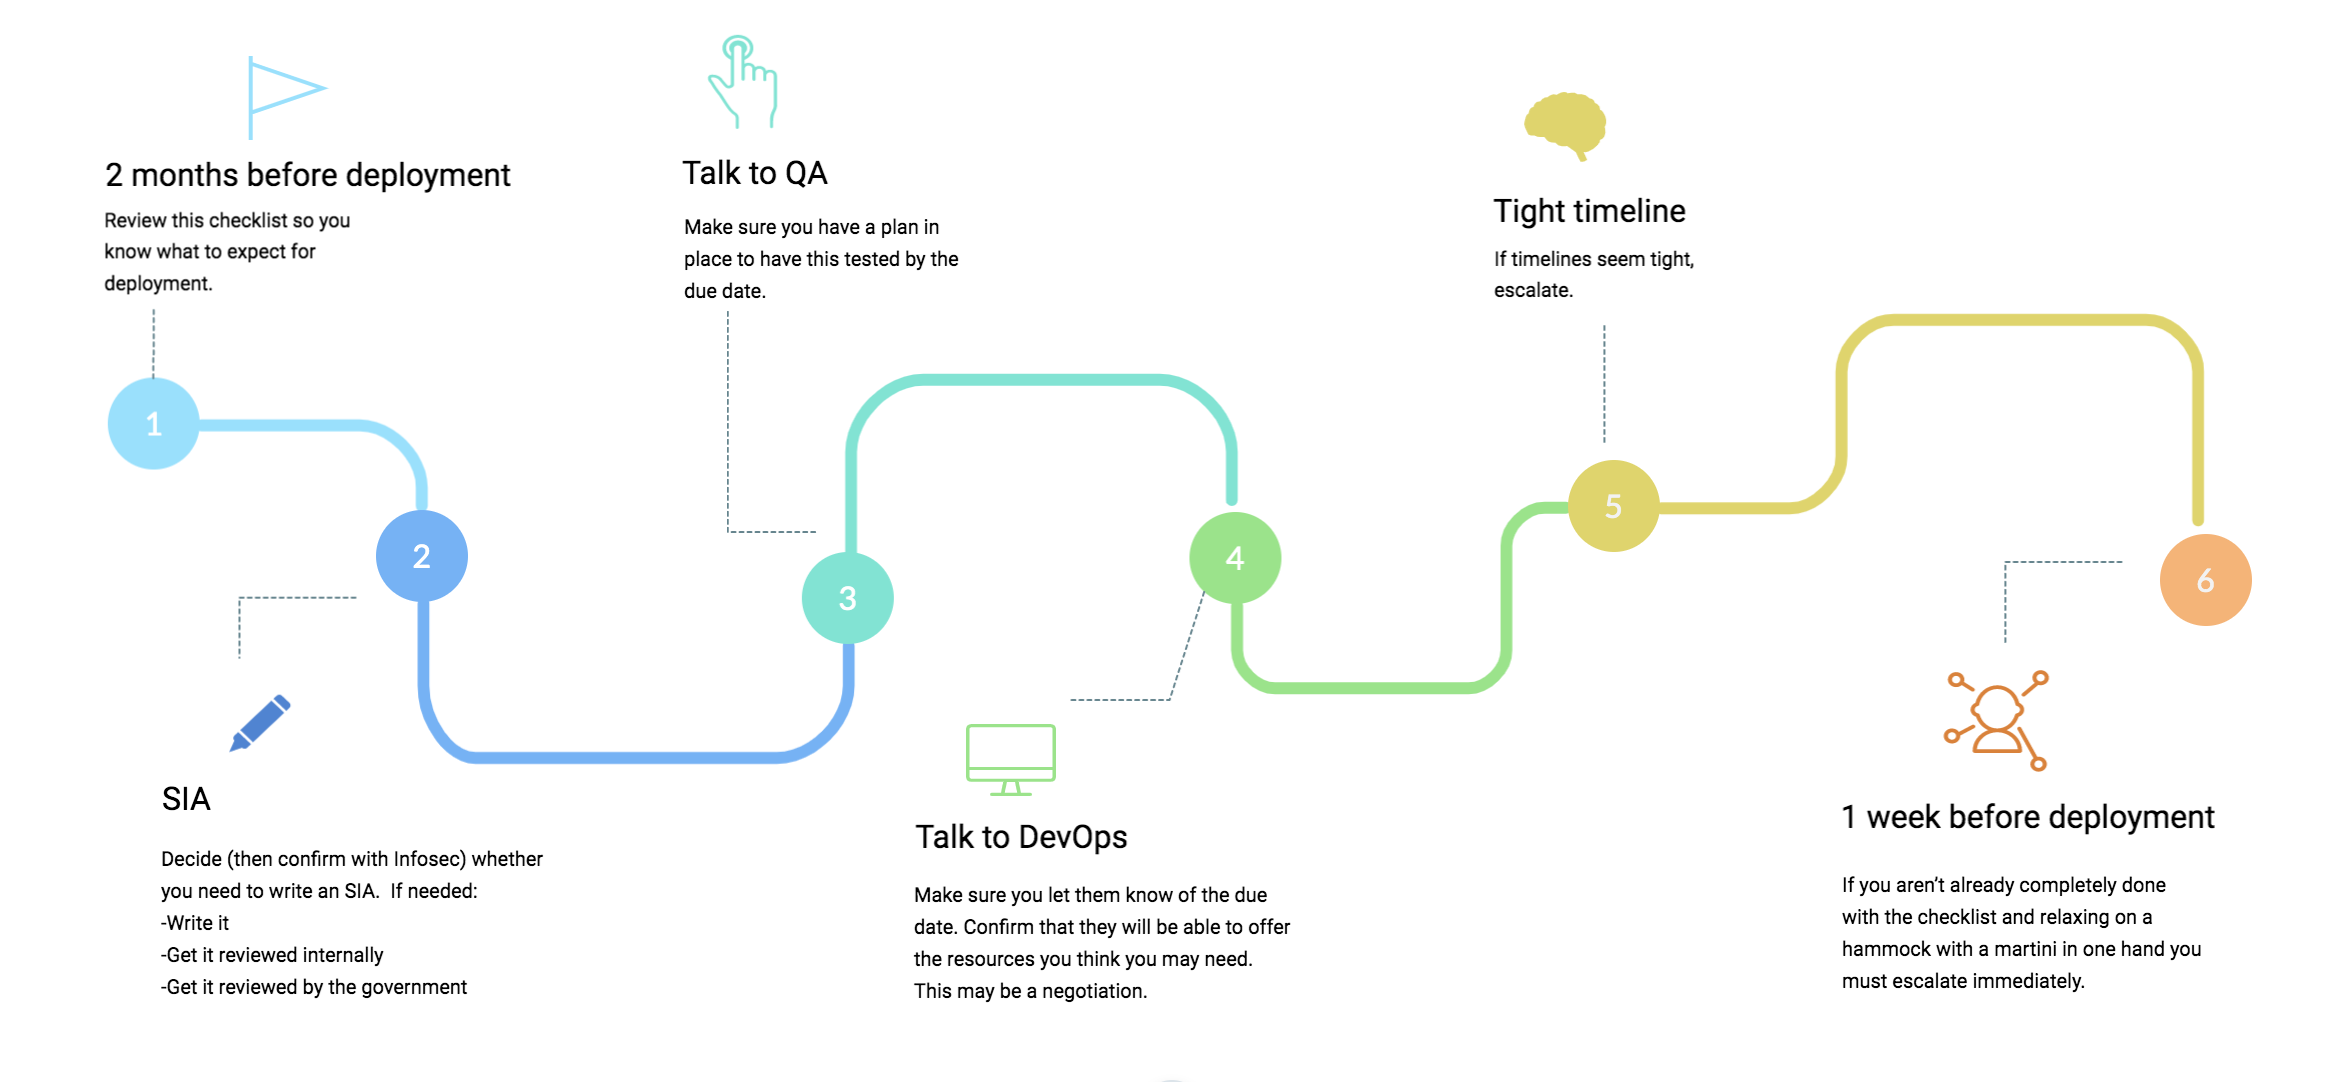 2 months before deployment
Review this checklist so you
know what to expect for
deployment.
1
2
SIA
Decide (then confirm with Infosec) whether
you need to write an SIA.  If needed:
-Write it
-Get it reviewed internally
-Get it reviewed by the government
Talk to QA
Make sure you have a plan in
place to have this tested by the
due date.
3
4
Talk to DevOps
Make sure you let them know of the due
date. Confirm that they will be able to offer
the resources you think you may need.
This may be a negotiation.
Tight timeline
If timelines seem tight,
escalate.
5
6
1 week before deployment
If you aren’t already completely done
with the checklist and relaxing on a
hammock with a martini in one hand you
must escalate immediately.